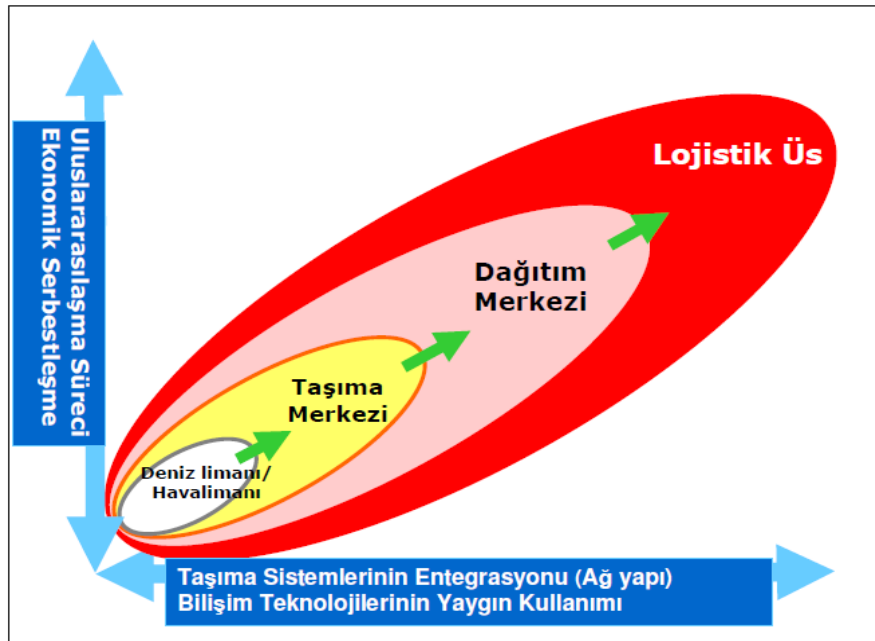 Uluslararasılaşma Süreci
Ekonomik Serbestleşme
Lojistik Üs
Dağıtım
Merkezi
Taşıma
Merkezi
Deniz limanı/
Havalimanı
Taşıma Sistemlerinin Entegrasyonu (Ağ yapı)
Bilişim Teknolojilerinin Yaygın Kullanımı